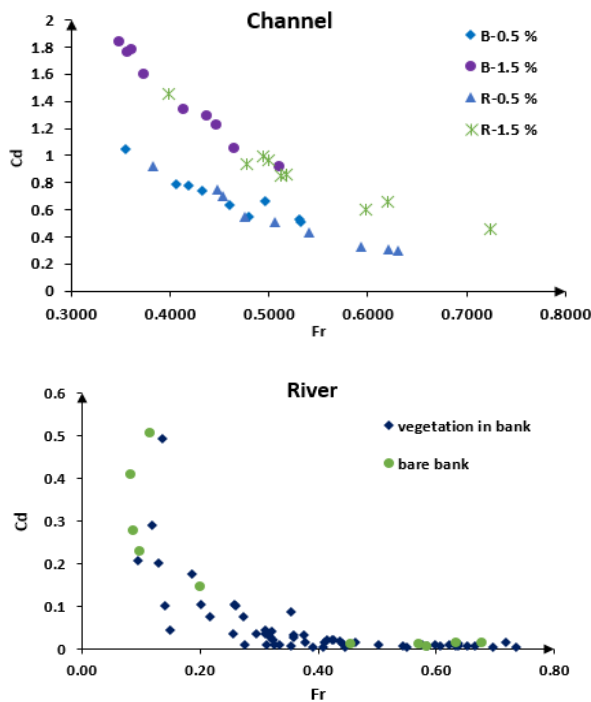 Channel
2
1.8
1.6
1.4
1.2
1
0.8
0.6
0.4
0.2
0
Cd
0.3000 0.4000 0.5000 0.6000 0.7000 0.8000
Fr
B-0.5 %
B-1.5 %
R-0.5 %
R-1.5 %
River
0.6
0.5
0.4
0.3
0.2
0.1
0
Cd
0.00 0.20 0.40 0.60 0.80
Fr
vegetation in bank
bare bank